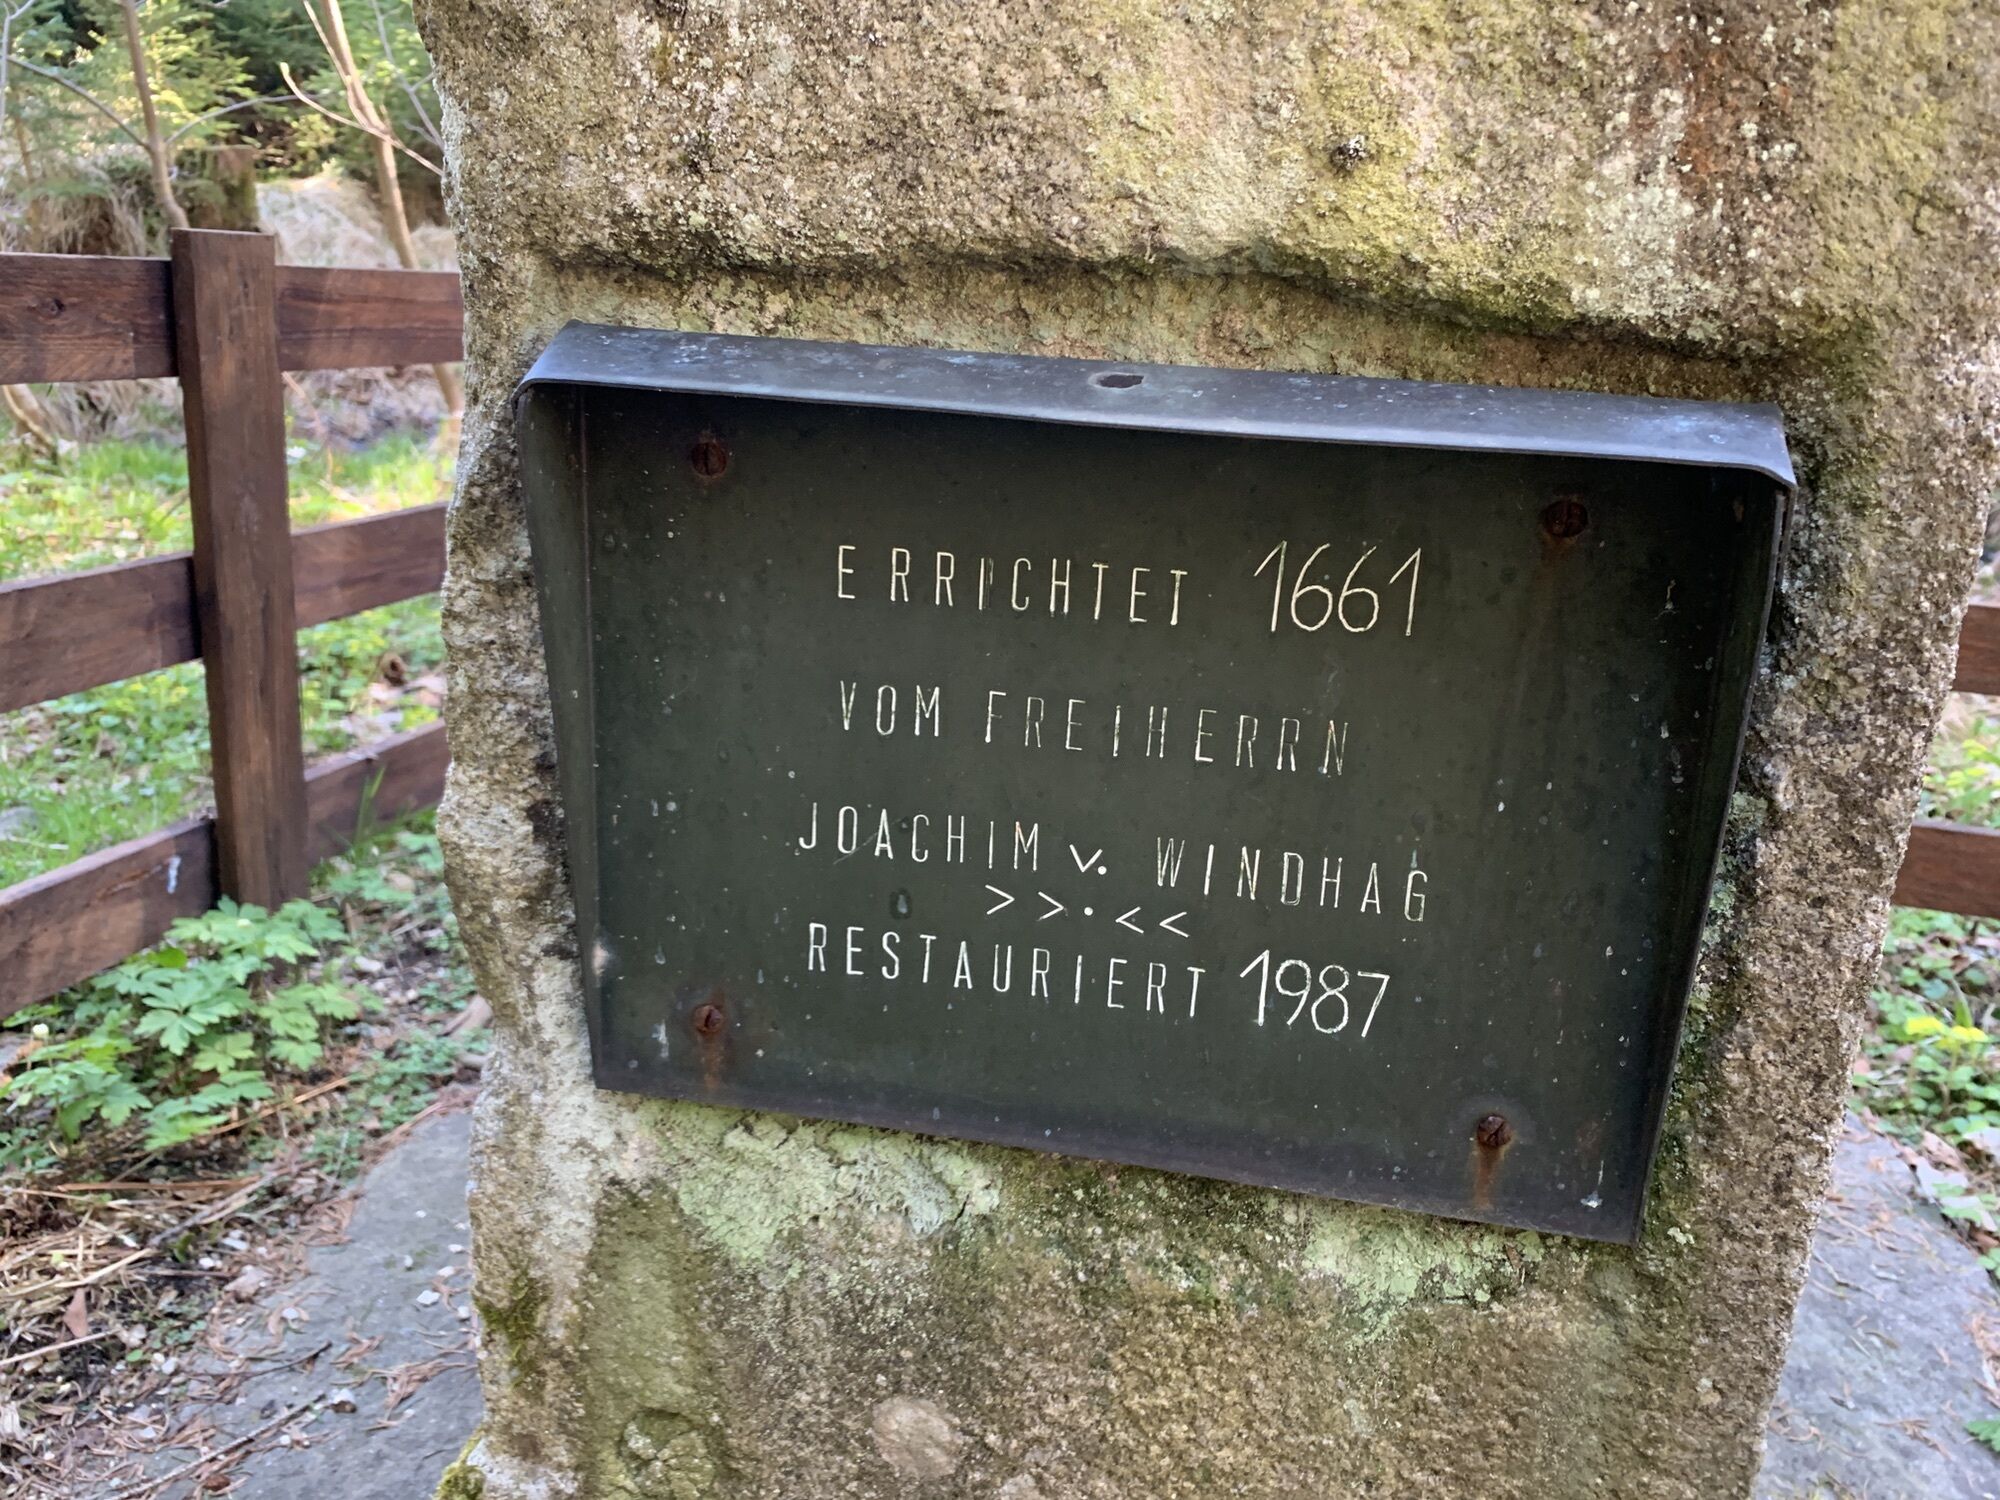 ERRICHTET 1661
VOM FREIHERRN
JOACHIM v. WINDHAG
>>·<<
RESTAURIERT 1987